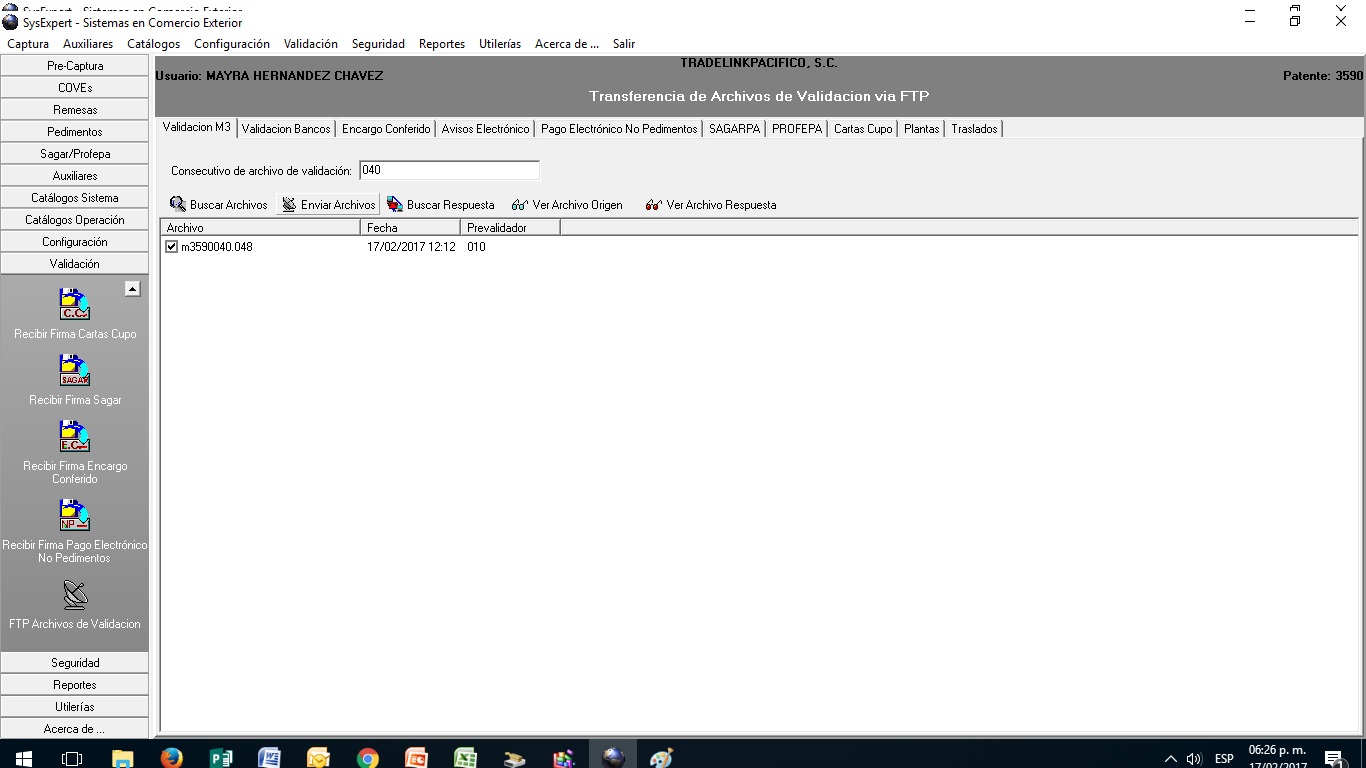 SysExpert - Sistemas en Comercio Exterior
SysExpert - Sistemas en Comercio Exterior
Captura Auxiliares Catálogos Configuración Validación Seguridad Reportes Utilerías Acerca de ... Salir
Pre-Captura
COVEs
Remesas
Pedimentos
Sagar/Profepa
Auxiliares
Catálogos Sistema
Catálogos Operación
Configuración
Validación
C.C.
Recibir Firma Cartas Cupo
SAGAR
Recibir Firma Sagar
E.C.
Recibir Firma Encargo
Conferido
NP
Recibir Firma Pago Electrónico
No Pedimentos
FTP Archivos de Validacion
Seguridad
Reportes
Utilerías
Acerca de ...
TRADELINKPACIFICO, S.C.
Usuario: MAYRA HERNANDEZ CHAVEZ Patente: 3590
Transferencia de Archivos de Validacion via FTP
Validacion M3 Validacion Bancos Encargo Conferido Avisos Electrónico Pago Electrónico No Pedimentos SAGARPA PROFEPA Cartas Cupo Plantas Traslados
Consecutivo de archivo de validación: 040
Buscar Archivos Enviar Archivos Buscar Respuesta Ver Archivo Origen Ver Archivo Respuesta
Archivo Fecha Prevalidador
m3590040.048 17/02/2017 12:12 010
ESP
06:26 p. m.
17/02/2017